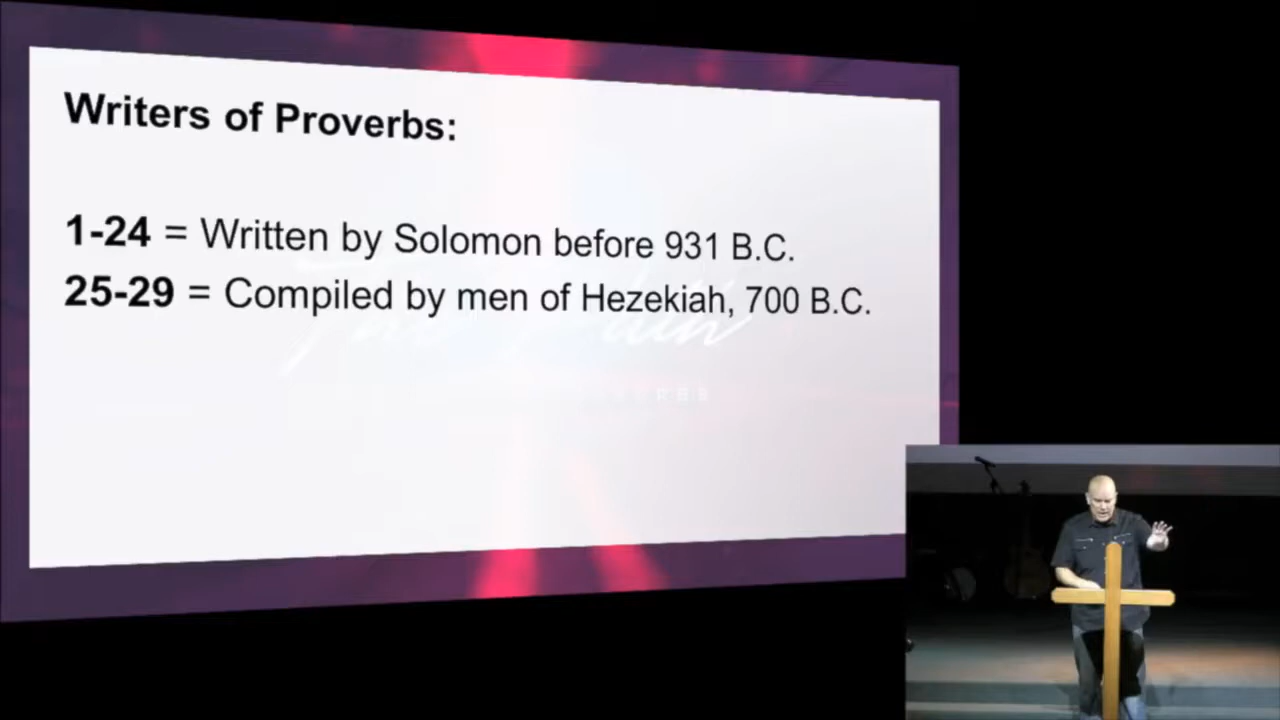 Writers of Proverbs:
1-24 = Written by Solomon before 931 B.C.
25-29 = Compiled by men of Hezekiah, 700 B.C.